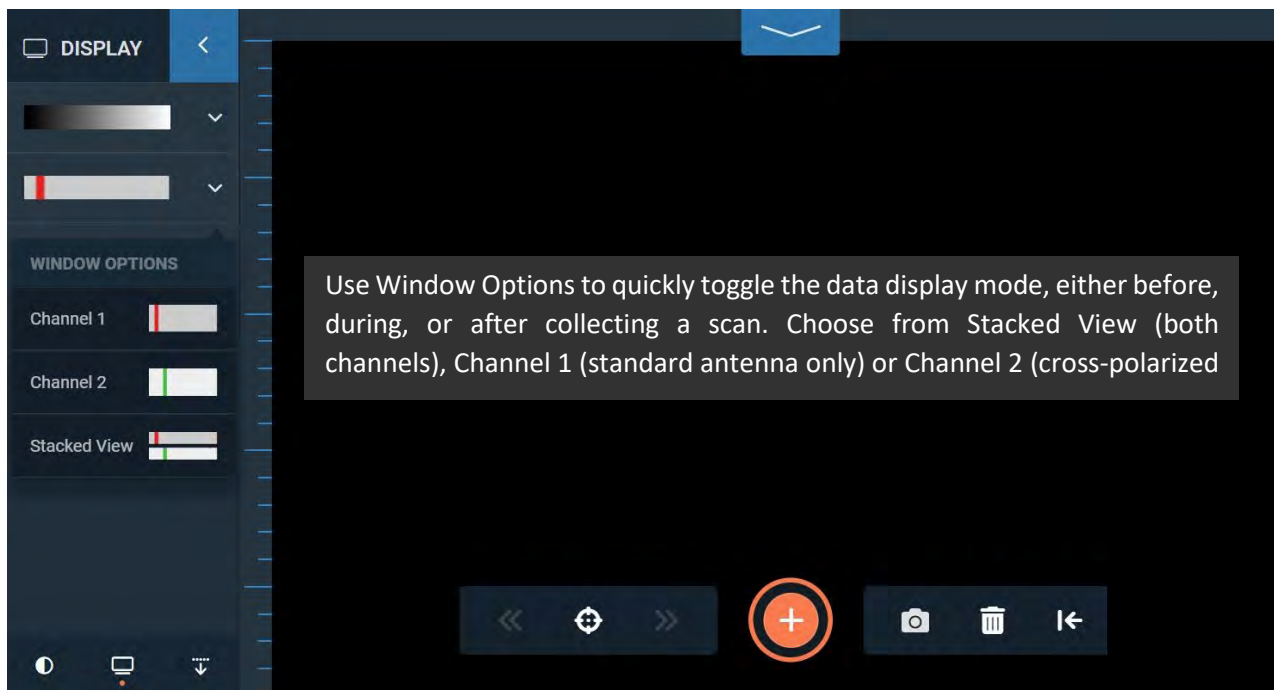 DISPLAY
WINDOW OPTIONS
Channel 1
Channel 2
Stacked View
Use Window Options to quickly toggle the data display mode, either before,
during, or after collecting a scan. Choose from Stacked View (both
channels), Channel 1 (standard antenna only) or Channel 2 (cross-polarized